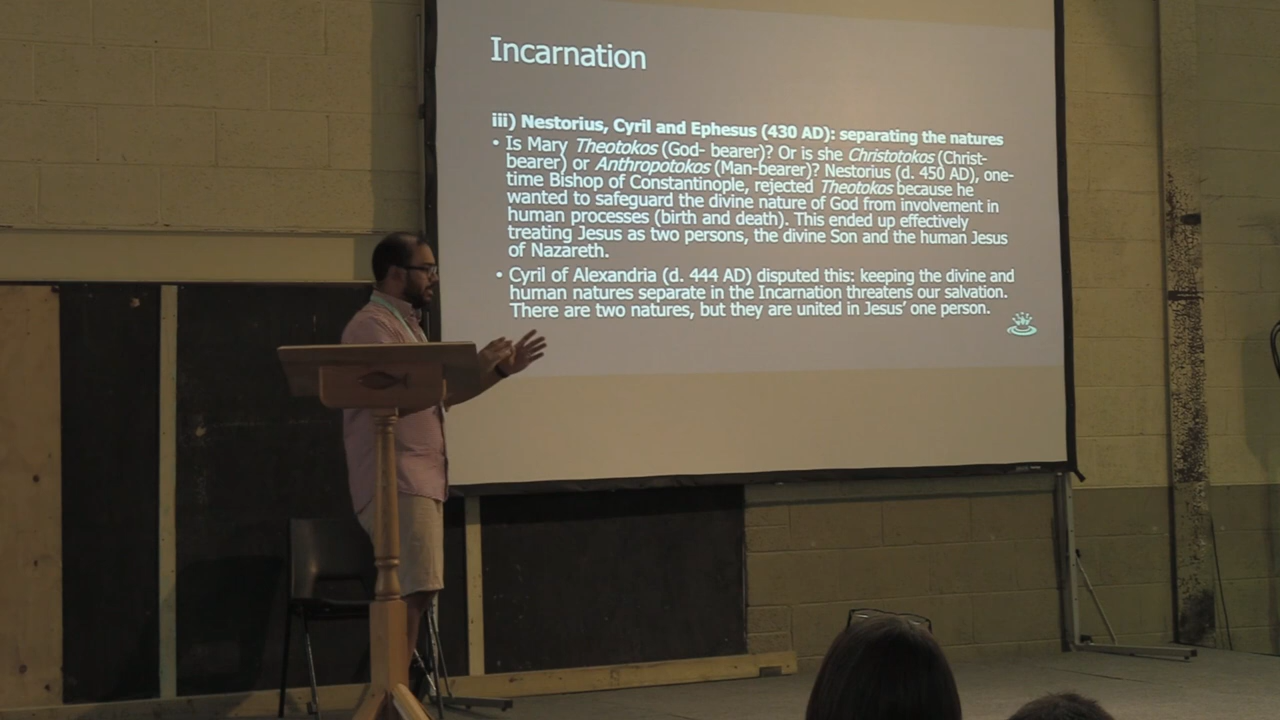 Incarnation
iii) Nestorius, Cyril and Ephesus (430 AD): separating the natures
• Is Mary Theotokos (God- bearer)? Or is she Christotokos (Christ-
bearer) or Anthropotokos (Man-bearer)? Nestorius (d. 450 AD), one-
time Bishop of Constantinople, rejected Theotokos because he
wanted to safeguard the divine nature of God from involvement in
human processes (birth and death). This ended up effectively
treating Jesus as two persons, the divine Son and the human Jesus
of Nazareth.
• Cyril of Alexandria (d. 444 AD) disputed this: keeping the divine and
human natures separate in the Incarnation threatens our salvation.
There are two natures, but they are united in Jesus' one person.